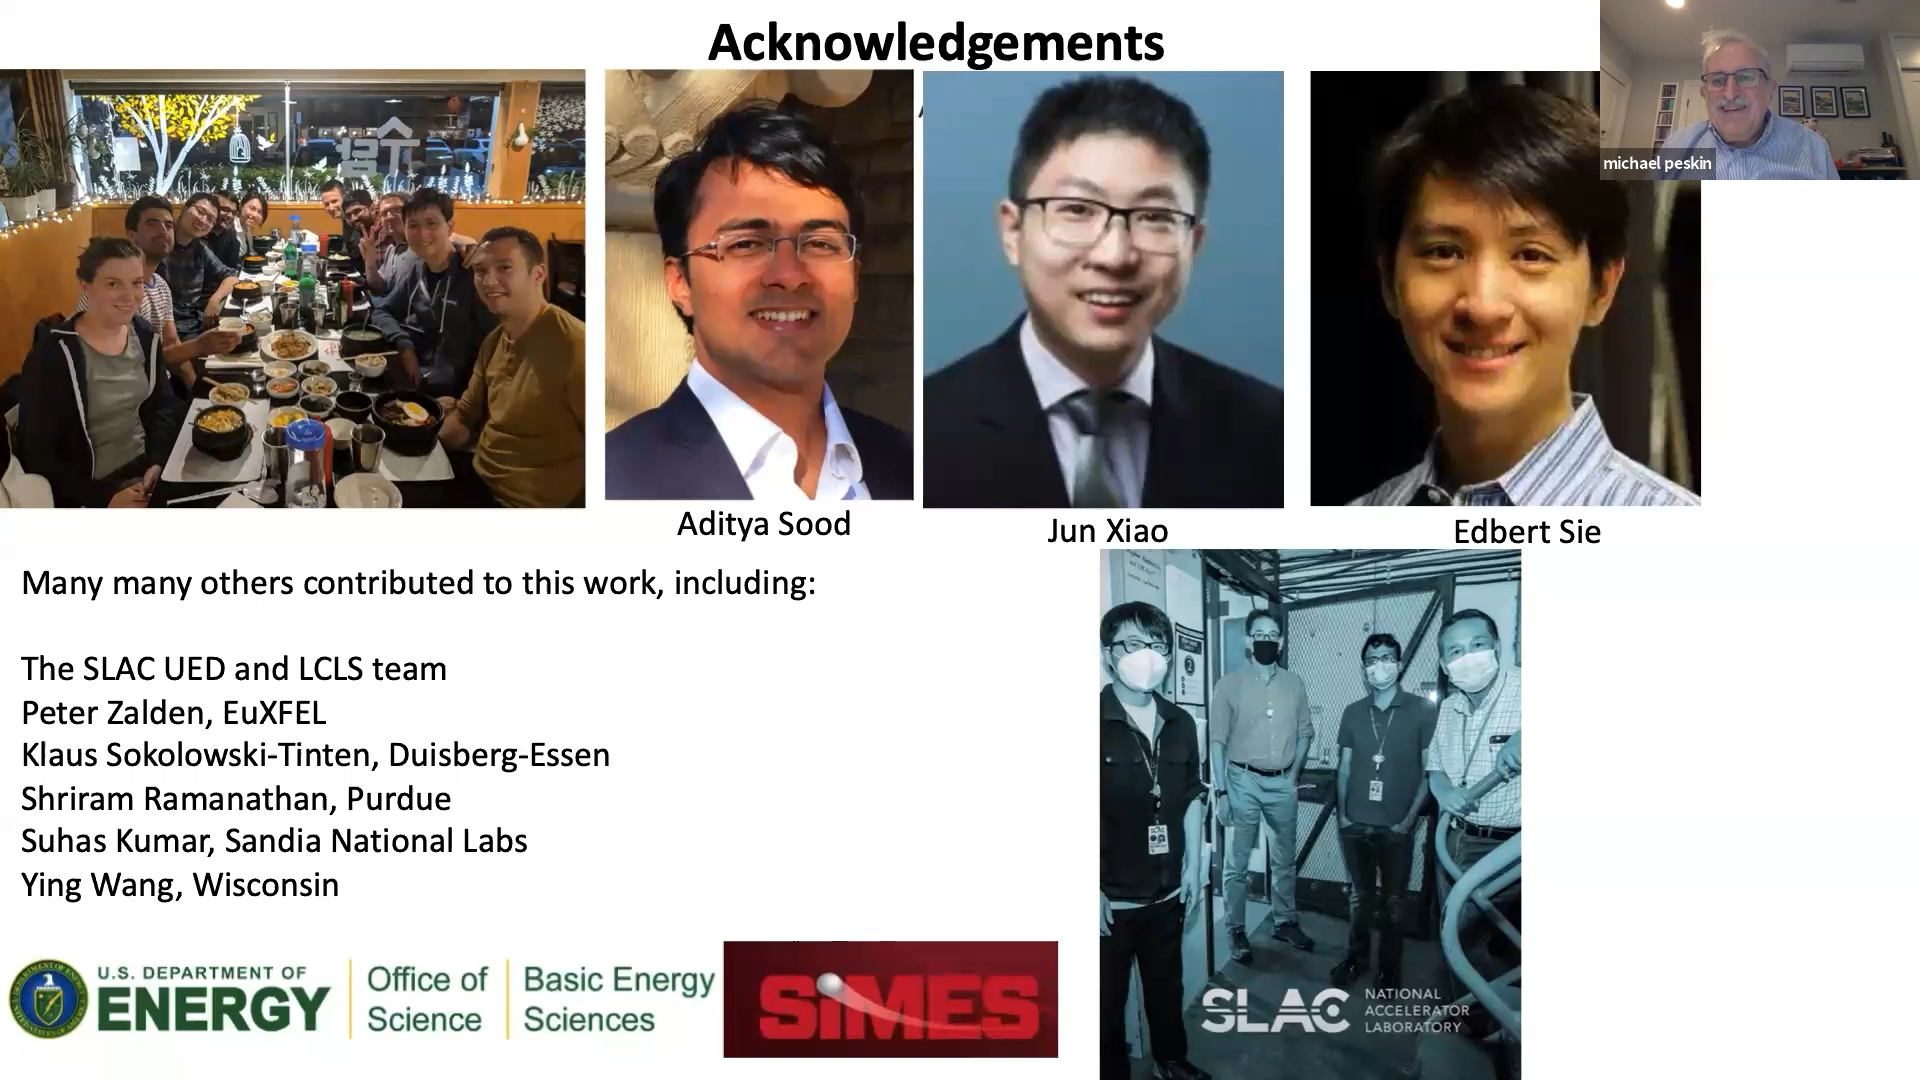 Acknowledgements
michael peskin
Aditya Sood
Jun Xiao
Edbert Sie
Many many others contributed to this work, including:
The SLAC UED and LCLS team
Peter Zalden, EuXFEL
Klaus Sokolowski-Tinten, Duisberg-Essen
Shriram Ramanathan, Purdue
Suhas Kumar, Sandia National Labs
Ying Wang, Wisconsin
U.S. DEPARTMENT OF
ENERGY
Office of
Science
Basic Energy
Sciences
SiMES
SLAC
NATIONAL
ACCELERATOR
LABORATORY